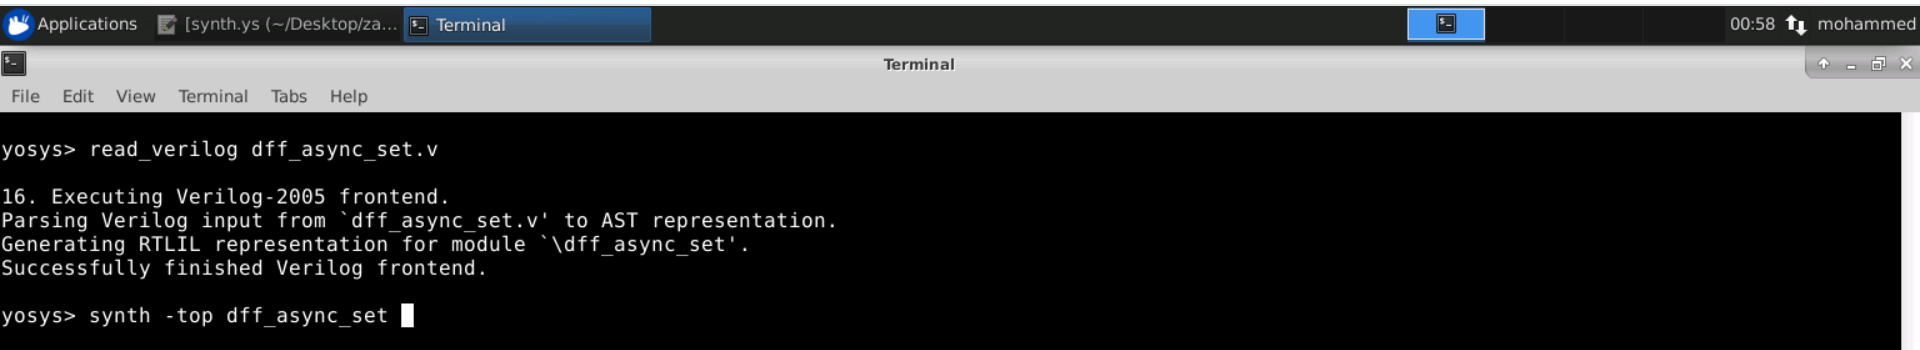 Applications [synth.ys (~/Desktop/za... Terminal 00:58 mohammed
Terminal
File Edit View Terminal Tabs Help
yosys> read_verilog dff_async_set.v
16. Executing Verilog-2005 frontend.
Parsing Verilog input from `dff_async_set.v' to AST representation.
Generating RTLIL representation for module `\dff_async_set'.
Successfully finished Verilog frontend.
yosys> synth -top dff_async_set